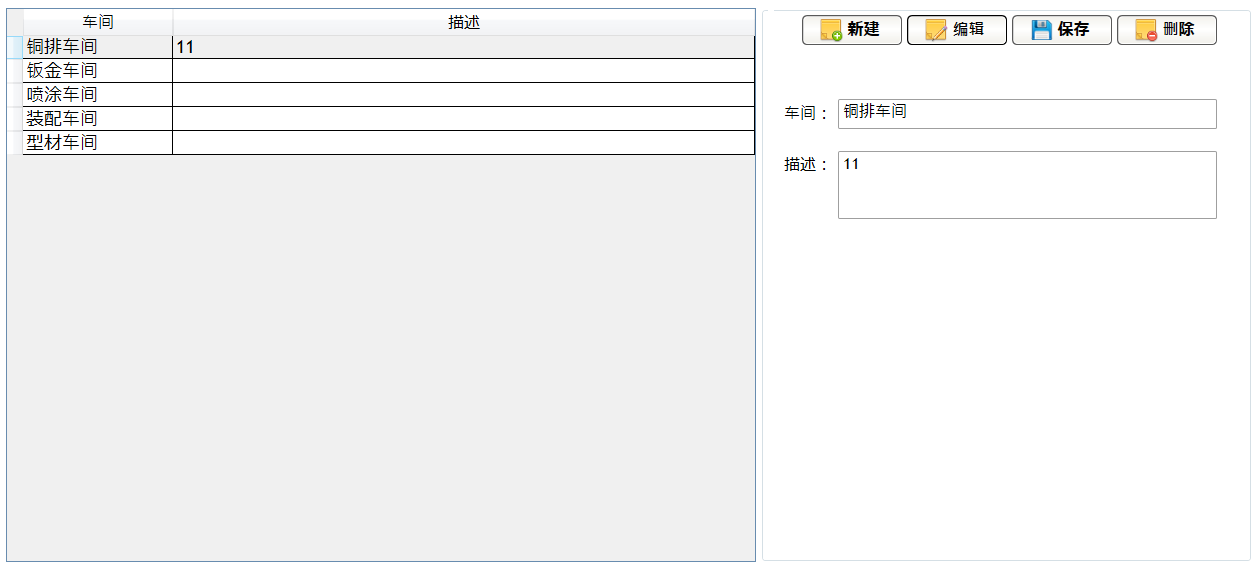 车间 描述
铜排车间 11
钣金车间
喷涂车间
装配车间
型材车间
新建 编辑 保存 删除
车间： 铜排车间
描述： 11